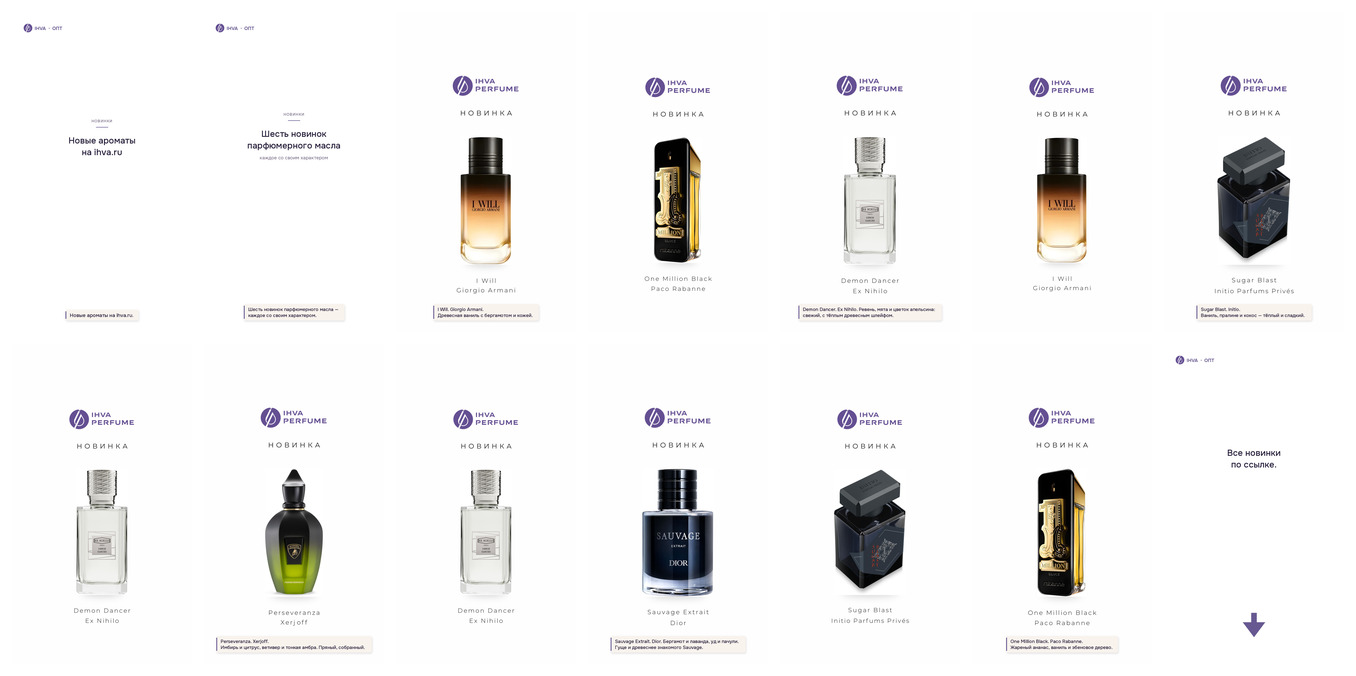 IHVA · ОПТ
НОВИНКИ
Новые ароматы
на ihva.ru
Новые ароматы на ihva.ru.
IHVA · ОПТ
НОВИНКИ
Шесть новинок
парфюмерного масла
каждое со своим характером
Шесть новинок парфюмерного масла —
каждое со своим характером.
IHVA
PERFUME
НОВИНКА
I WILL
GIORGIO ARMANI
I Will
Giorgio Armani
I Will. Giorgio Armani.
Древесная ваниль с бергамотом и кожей.
IHVA
PERFUME
НОВИНКА
1
MILLION
One Million Black
Paco Rabanne
IHVA
PERFUME
НОВИНКА
Demon Dancer
Ex Nihilo
Demon Dancer. Ex Nihilo. Ревень, мята и цветок апельсина:
свежий, с тёплым древесным шлейфом.
IHVA
PERFUME
НОВИНКА
I WILL
GIORGIO ARMANI
I Will
Giorgio Armani
IHVA
PERFUME
НОВИНКА
Sugar Blast
Initio Parfums Privés
Sugar Blast. Initio.
Ваниль, пралине и кокос — тёплый и сладкий.
IHVA
PERFUME
НОВИНКА
Demon Dancer
Ex Nihilo
IHVA
PERFUME
НОВИНКА
Perseveranza
Xerjoff
Perseveranza. Xerjoff.
Имбирь и цитрус, ветивер и тонкая амбра. Пряный, собранный.
IHVA
PERFUME
НОВИНКА
Demon Dancer
Ex Nihilo
IHVA
PERFUME
НОВИНКА
SAUVAGE
EXTRAIT
DIOR
Sauvage Extrait
Dior
Sauvage Extrait. Dior. Бергамот и лаванда, уд и пачули.
Гуще и древеснее знакомого Sauvage.
IHVA
PERFUME
НОВИНКА
Sugar Blast
Initio Parfums Privés
IHVA
PERFUME
НОВИНКА
1
MILLION
One Million Black
Paco Rabanne
One Million Black. Paco Rabanne.
Жареный ананас, ваниль и эбеновое дерево.
IHVA · ОПТ
Все новинки
по ссылке.